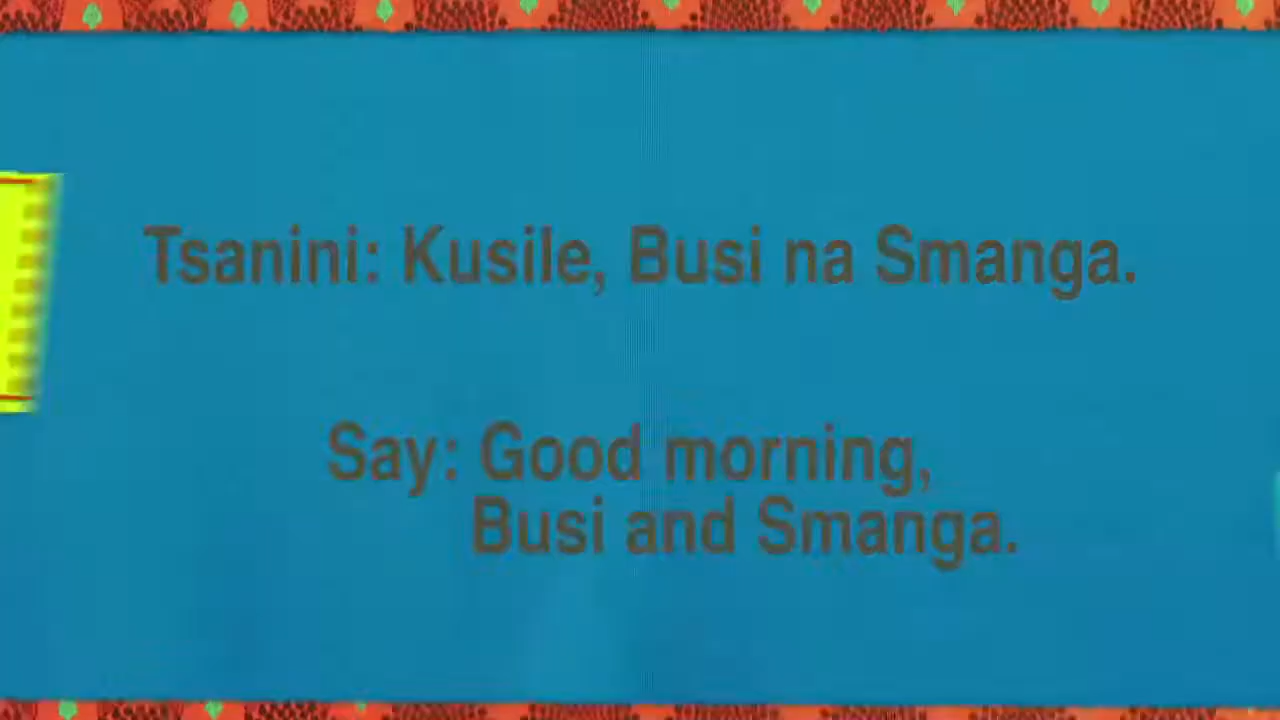 Tsanini: Kusile, Busi na Smanga.
Say: Good morning,
Busi and Smanga.